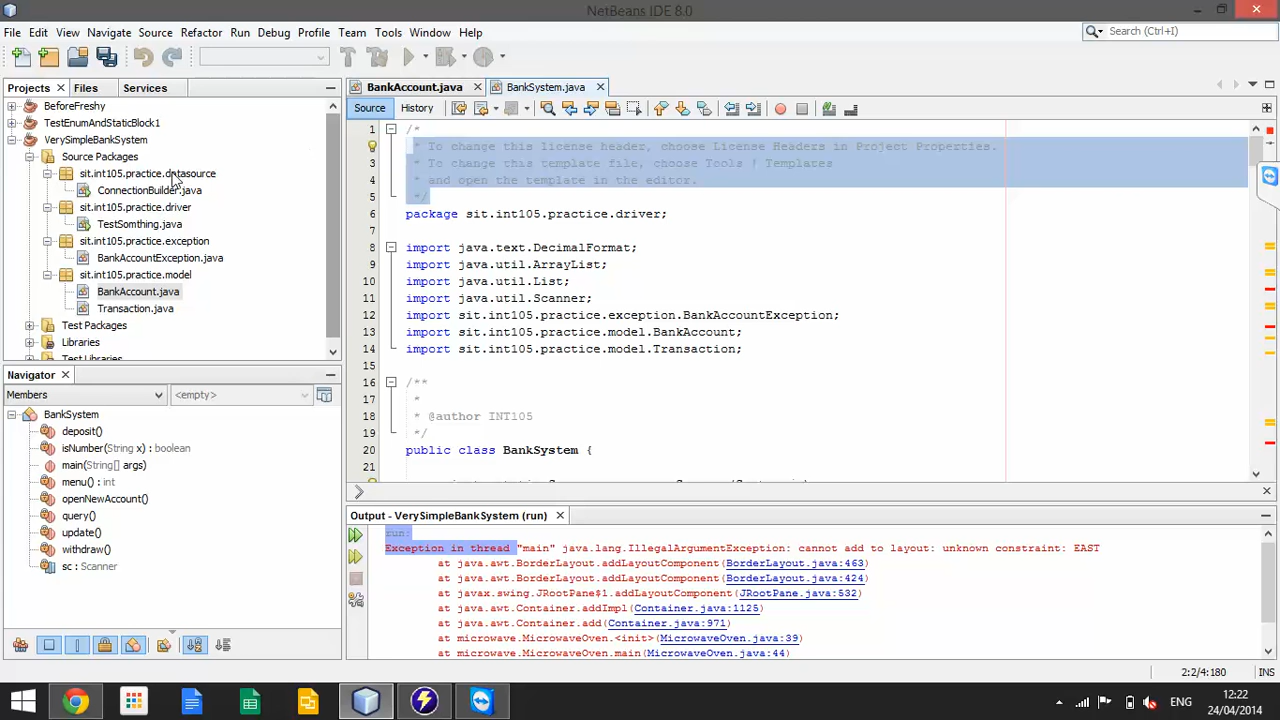 NetBeans IDE 8.0
File Edit View Navigate Source Refactor Run Debug Profile Team Tools Window Help
Search (Ctrl+I)
Projects Files Services
BeforeFreshy
TestEnumAndStaticBlock1
VerySimpleBankSystem
Source Packages
sit.int105.practice.datasource
ConnectionBuilder.java
sit.int105.practice.driver
TestSomthing.java
sit.int105.practice.exception
BankAccountException.java
sit.int105.practice.model
BankAccount.java
Transaction.java
Test Packages
Libraries
Test Libraries
Navigator
Members <empty>
BankSystem
deposit()
isNumber(String x) : boolean
main(String[] args)
menu() : int
openNewAccount()
query()
update()
withdraw()
sc : Scanner
BankAccount.java BankSystem.java
Source History
1 /*
2 * To change this license header, choose License Headers in Project Properties.
3 * To change this template file, choose Tools | Templates
4 * and open the template in the editor.
5 */
6 package sit.int105.practice.driver;
7
8 import java.text.DecimalFormat;
9 import java.util.ArrayList;
10 import java.util.List;
11 import java.util.Scanner;
12 import sit.int105.practice.exception.BankAccountException;
13 import sit.int105.practice.model.BankAccount;
14 import sit.int105.practice.model.Transaction;
15
16 /**
17 *
18 * @author INT105
19 */
20 public class BankSystem {
21
Output - VerySimpleBankSystem (run)
run:
Exception in thread "main" java.lang.IllegalArgumentException: cannot add to layout: unknown constraint: EAST
at java.awt.BorderLayout.addLayoutComponent(BorderLayout.java:463)
at java.awt.BorderLayout.addLayoutComponent(BorderLayout.java:424)
at javax.swing.JRootPane$1.addLayoutComponent(JRootPane.java:532)
at java.awt.Container.addImpl(Container.java:1125)
at java.awt.Container.add(Container.java:971)
at microwave.MicrowaveOven.<init>(MicrowaveOven.java:39)
at microwave.MicrowaveOven.main(MicrowaveOven.java:44)
2:2/4:180 INS
ENG
12:22
24/04/2014